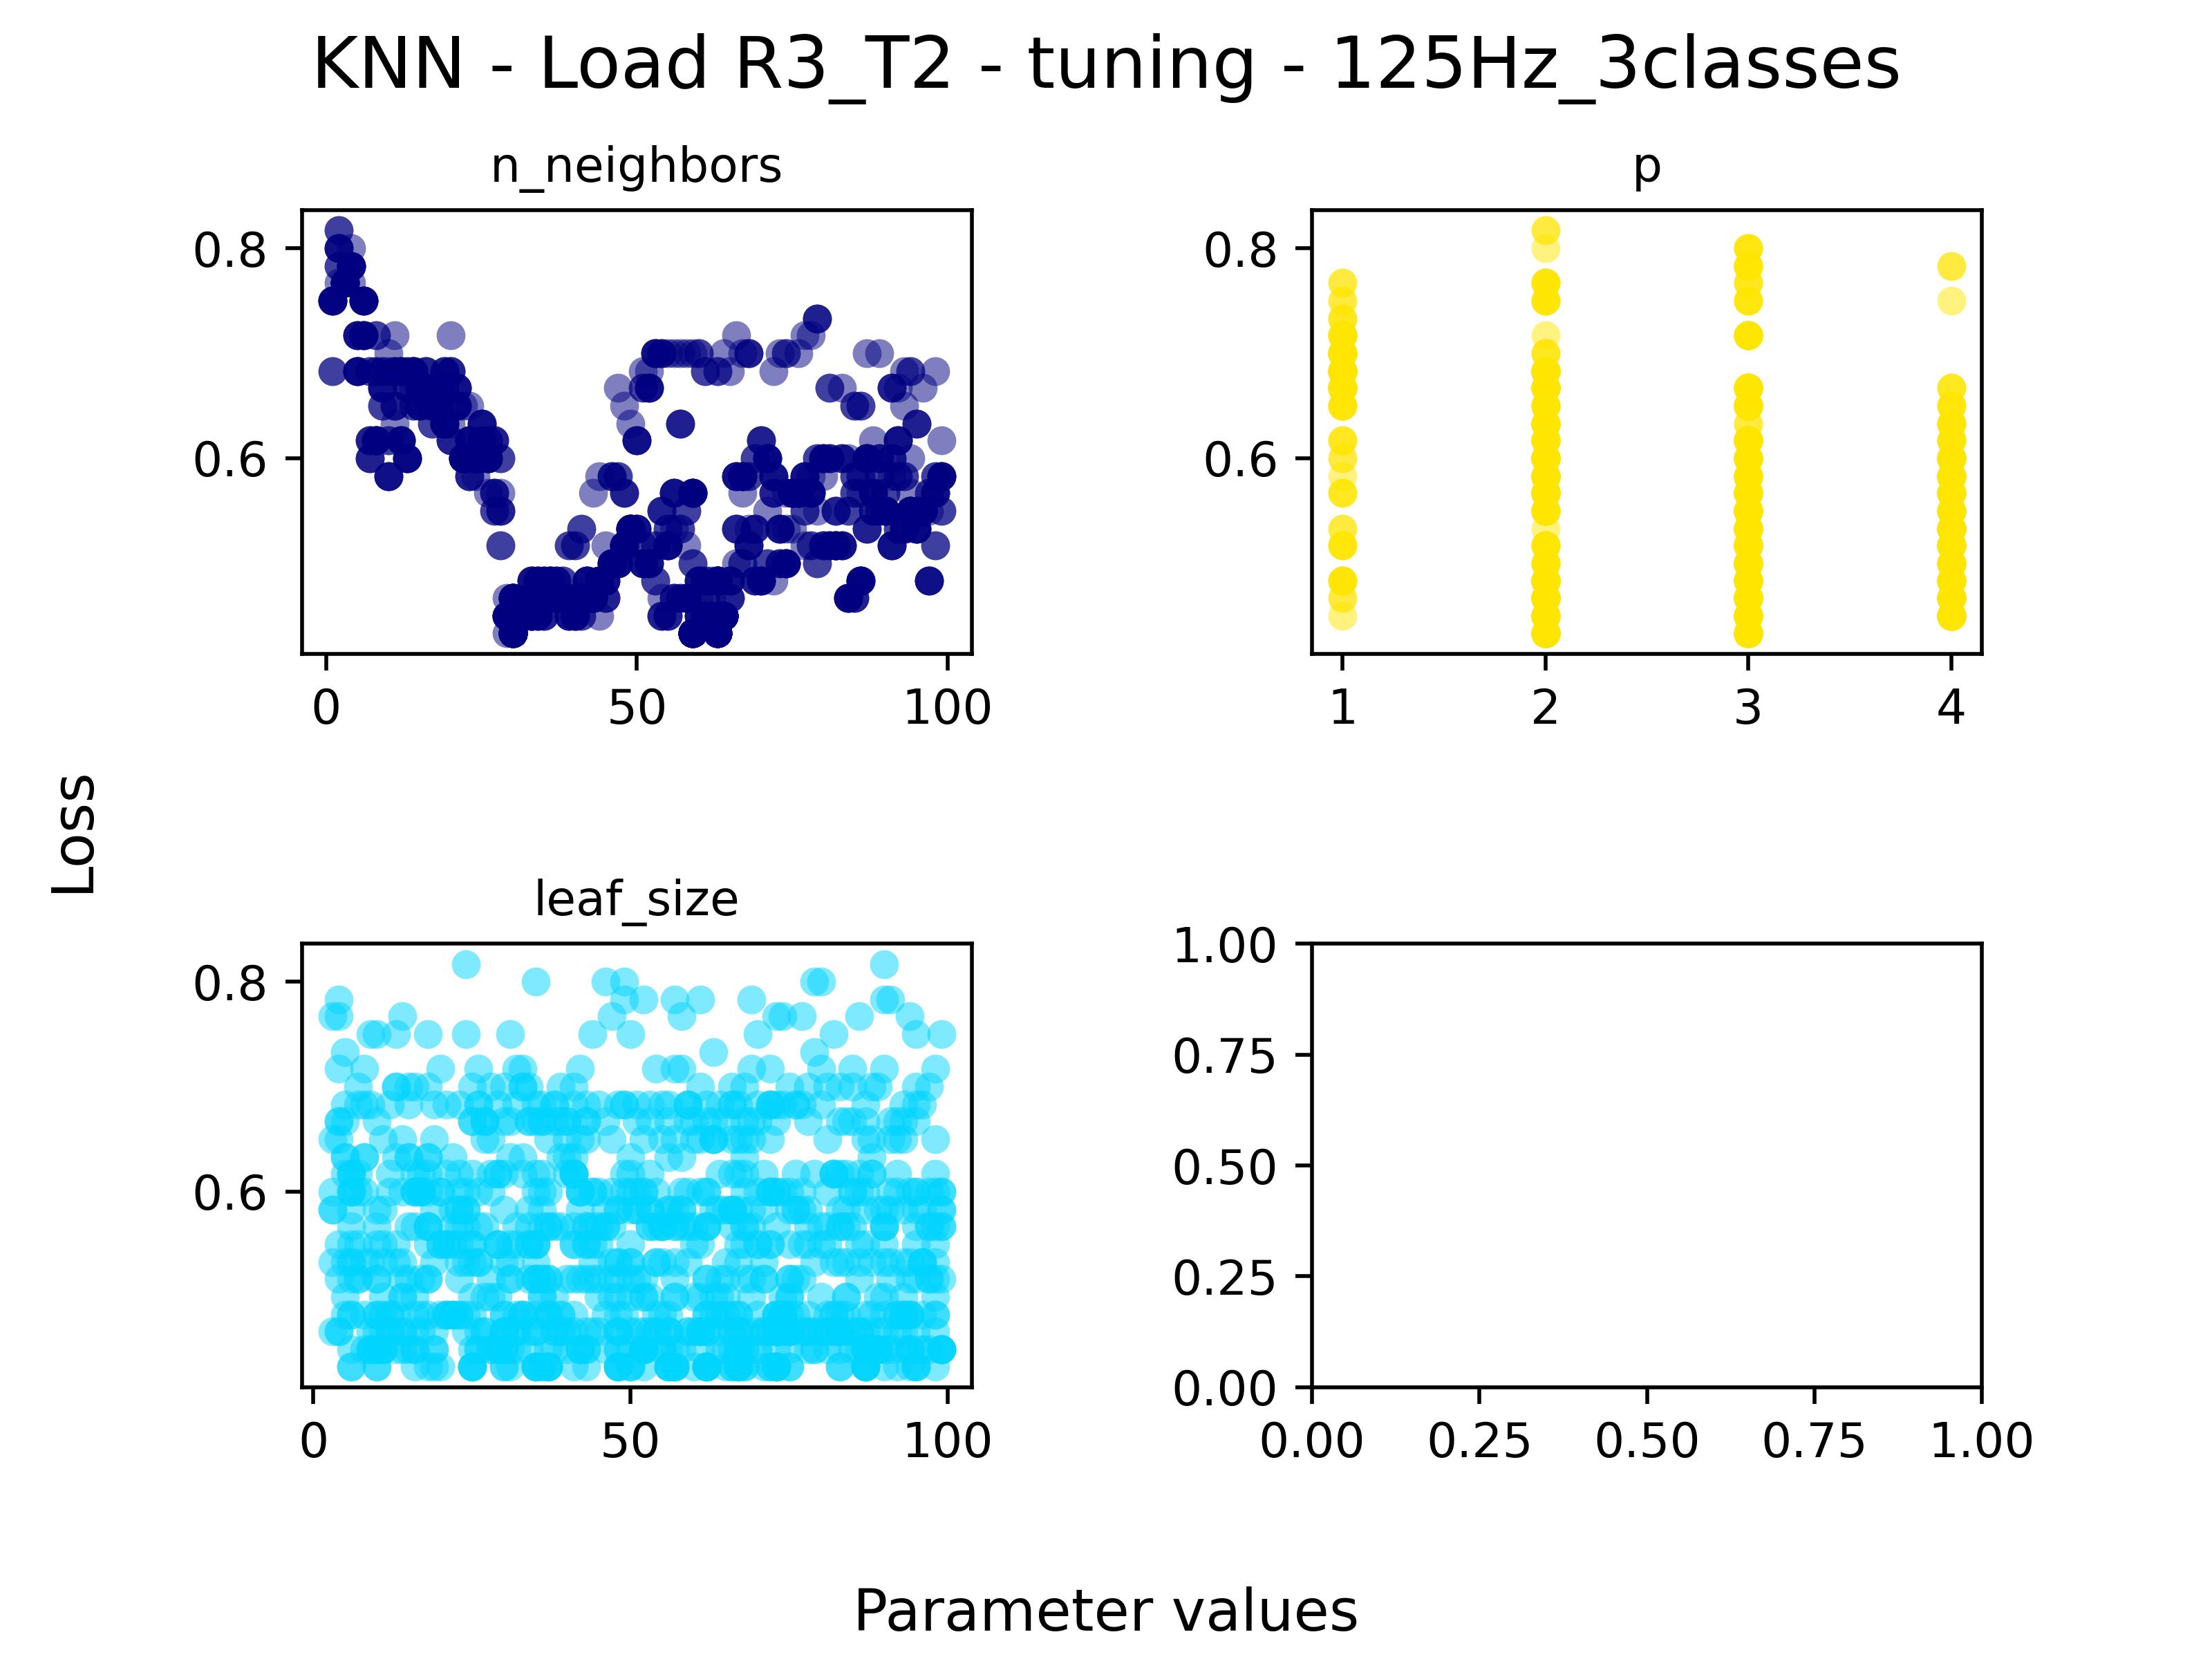 KNN - Load R3_T2 - tuning - 125Hz_3classes
n_neighbors
0.8
0.6
0 50 100
p
0.8
0.6
1 2 3 4
Loss
leaf_size
0.8
0.6
0 50 100
1.00
0.75
0.50
0.25
0.00
0.00 0.25 0.50 0.75 1.00
Parameter values